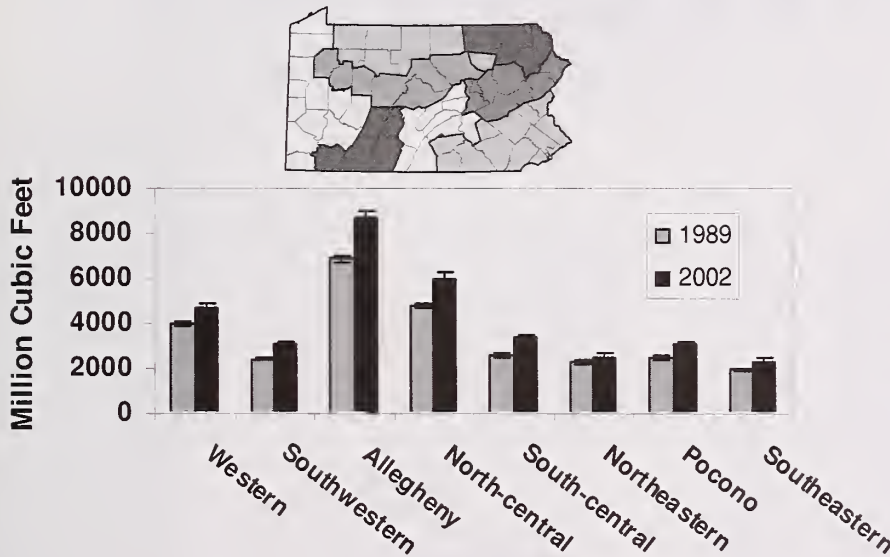 Million Cubic Feet
10000
8000
6000
4000
2000
0
1989
2002
Western
Southwestern
Allegheny
North-central
South-central
Northeastern
Pocono
Southeastern